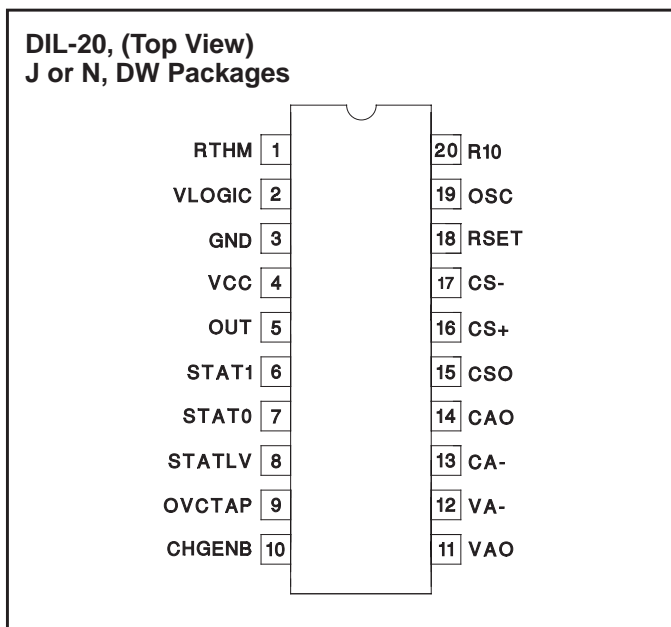 DIL-20, (Top View)
J or N, DW Packages
RTHM 1 20 R10
VLOGIC 2 19 OSC
GND 3 18 RSET
VCC 4 17 CS-
OUT 5 16 CS+
STAT1 6 15 CSO
STAT0 7 14 CAO
STATLV 8 13 CA-
OVCTAP 9 12 VA-
CHGENB 10 11 VAO